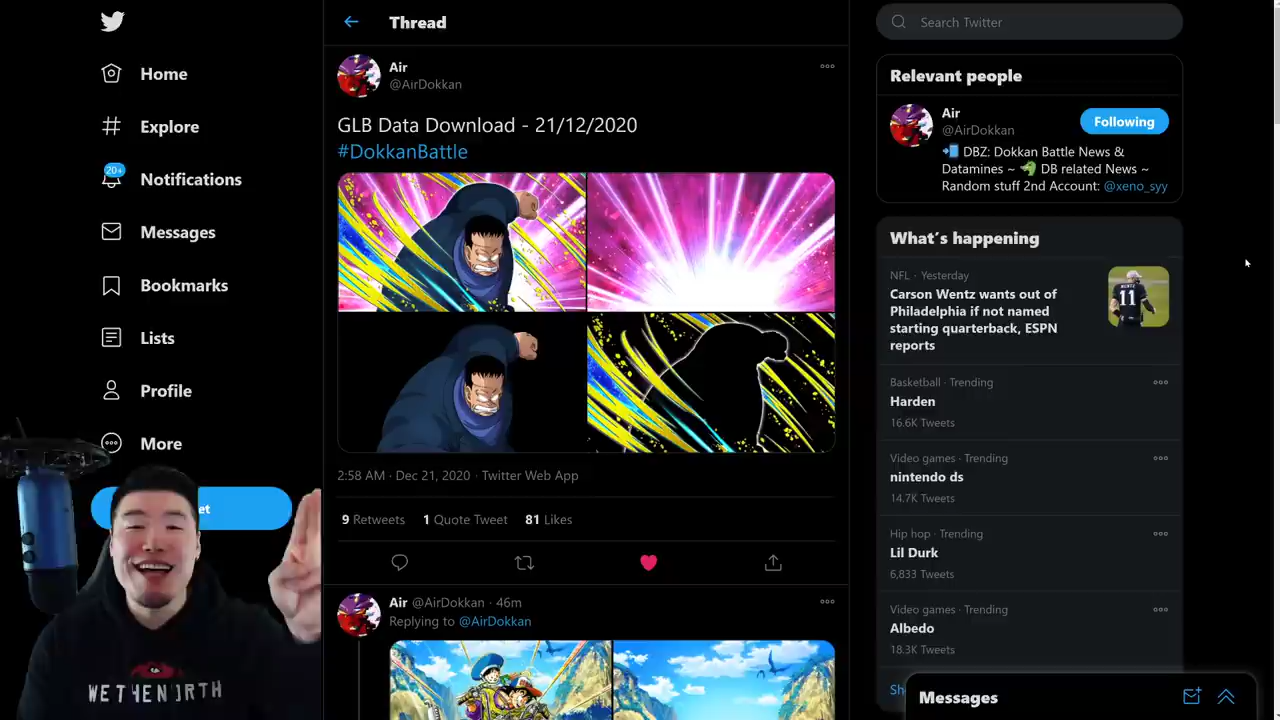 Home
Explore
20+
Notifications
Messages
Bookmarks
Lists
Profile
More
et
WETHENORTH
Thread
Air
@AirDokkan
GLB Data Download - 21/12/2020
#DokkanBattle
2:58 AM · Dec 21, 2020 · Twitter Web App
9 Retweets 1 Quote Tweet 81 Likes
Air @AirDokkan · 46m
Replying to @AirDokkan
Search Twitter
Relevant people
Air
@AirDokkan
Following
DBZ: Dokkan Battle News &
Datamines ~ DB related News ~
Random stuff 2nd Account: @xeno_syy
What's happening
NFL · Yesterday
Carson Wentz wants out of
Philadelphia if not named
starting quarterback, ESPN
reports
11
Basketball · Trending
Harden
16.6K Tweets
Video games · Trending
nintendo ds
14.7K Tweets
Hip hop · Trending
Lil Durk
6,833 Tweets
Video games · Trending
Albedo
18.3K Tweets
Sh
Messages